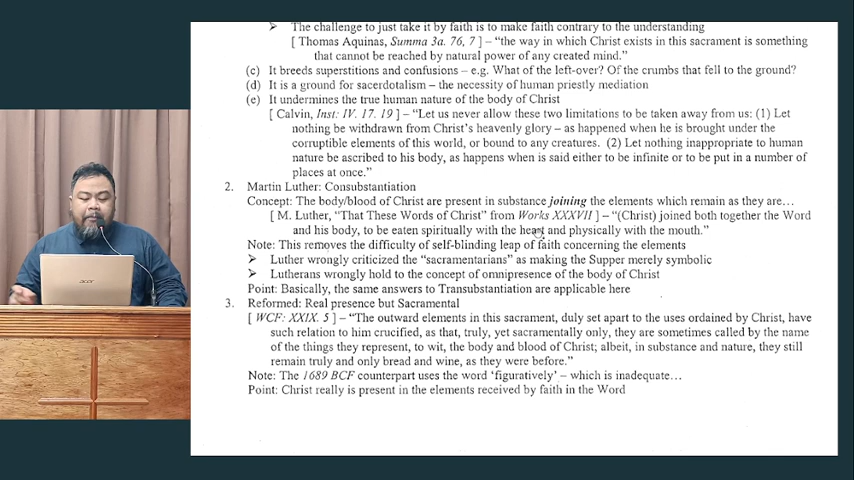 ➢ The challenge to just take it by faith is to make faith contrary to the understanding
[ Thomas Aquinas, Summa 3a. 76, 7 ] – “the way in which Christ exists in this sacrament is something
that cannot be reached by natural power of any created mind.”
(c) It breeds superstitions and confusions – e.g. What of the left-over? Of the crumbs that fell to the ground?
(d) It is a ground for sacerdotalism – the necessity of human priestly mediation
(e) It undermines the true human nature of the body of Christ
[ Calvin, Inst: IV. 17. 19 ] – “Let us never allow these two limitations to be taken away from us: (1) Let
nothing be withdrawn from Christ’s heavenly glory – as happened when he is brought under the
corruptible elements of this world, or bound to any creatures. (2) Let nothing inappropriate to human
nature be ascribed to his body, as happens when is said either to be infinite or to be put in a number of
places at once.”
2. Martin Luther: Consubstantiation
Concept: The body/blood of Christ are present in substance joining the elements which remain as they are…
[ M. Luther, “That These Words of Christ” from Works XXXVII ] – “(Christ) joined both together the Word
and his body, to be eaten spiritually with the heart and physically with the mouth.”
Note: This removes the difficulty of self-blinding leap of faith concerning the elements
➢ Luther wrongly criticized the “sacramentarians” as making the Supper merely symbolic
➢ Lutherans wrongly hold to the concept of omnipresence of the body of Christ
Point: Basically, the same answers to Transubstantiation are applicable here
3. Reformed: Real presence but Sacramental
[ WCF: XXIX. 5 ] – “The outward elements in this sacrament, duly set apart to the uses ordained by Christ, have
such relation to him crucified, as that, truly, yet sacramentally only, they are sometimes called by the name
of the things they represent, to wit, the body and blood of Christ; albeit, in substance and nature, they still
remain truly and only bread and wine, as they were before.”
Note: The 1689 BCF counterpart uses the word ‘figuratively’ – which is inadequate…
Point: Christ really is present in the elements received by faith in the Word
acer